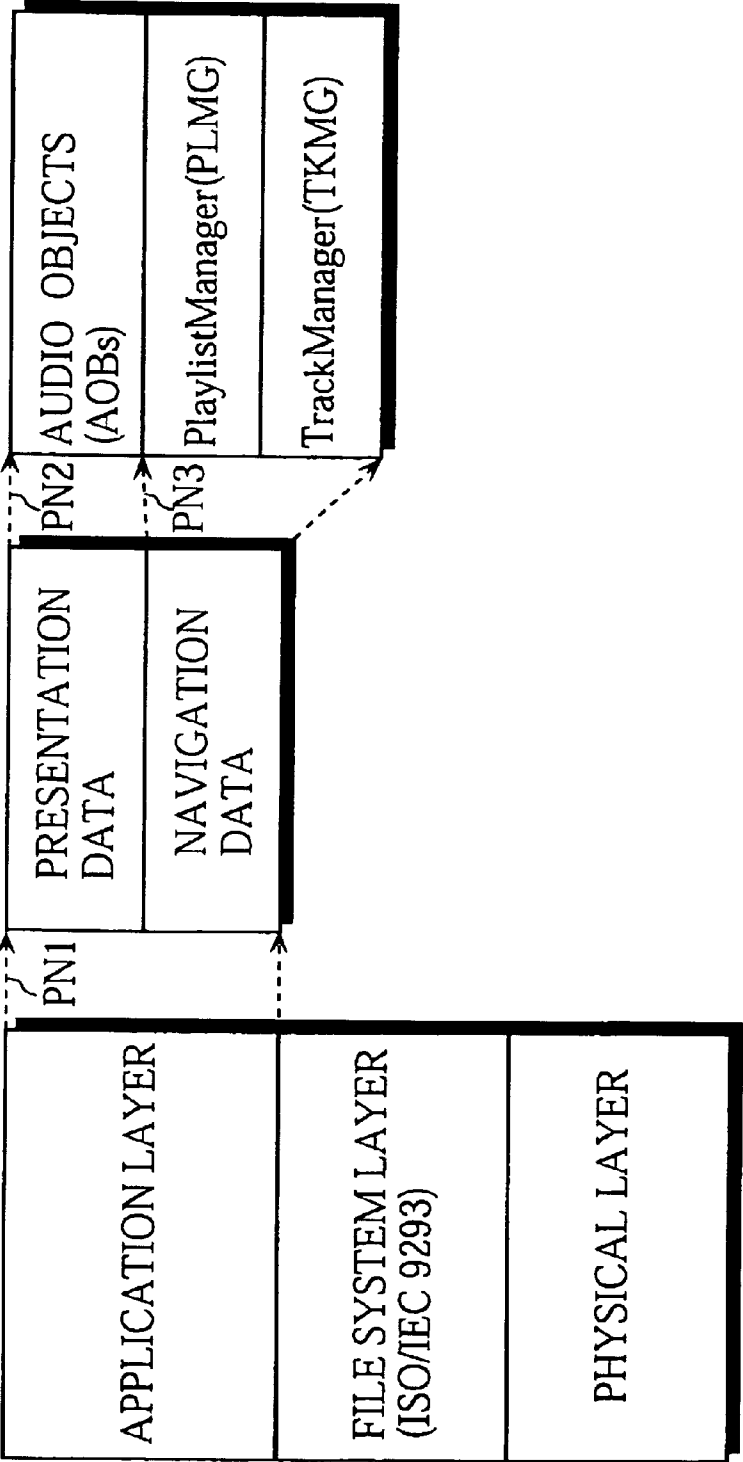 APPLICATION LAYER
FILE SYSTEM LAYER
(ISO/IEC 9293)
PHYSICAL LAYER
PN1
PRESENTATION
DATA
NAVIGATION
DATA
PN2
PN3
AUDIO OBJECTS
(AOBs)
PlaylistManager(PLMG)
TrackManager(TKMG)